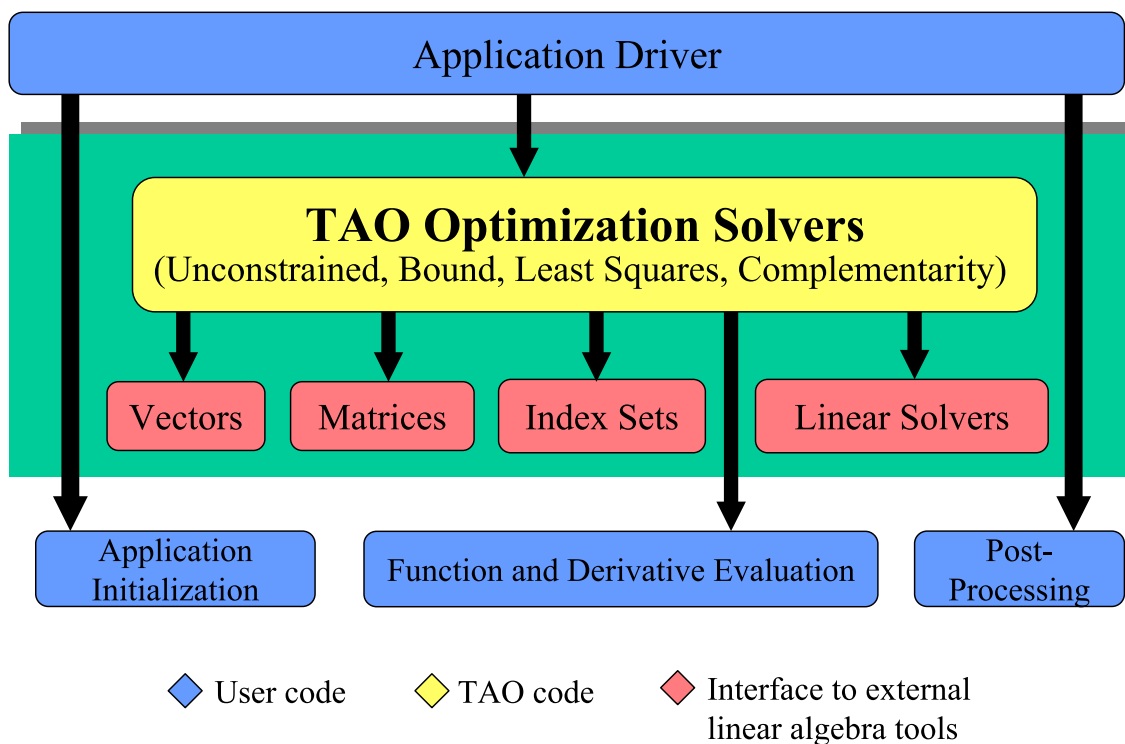 Application Driver
TAO Optimization Solvers
(Unconstrained, Bound, Least Squares, Complementarity)
Vectors
Matrices
Index Sets
Linear Solvers
Application
Initialization
Function and Derivative Evaluation
Post-
Processing
User code
TAO code
Interface to external
linear algebra tools